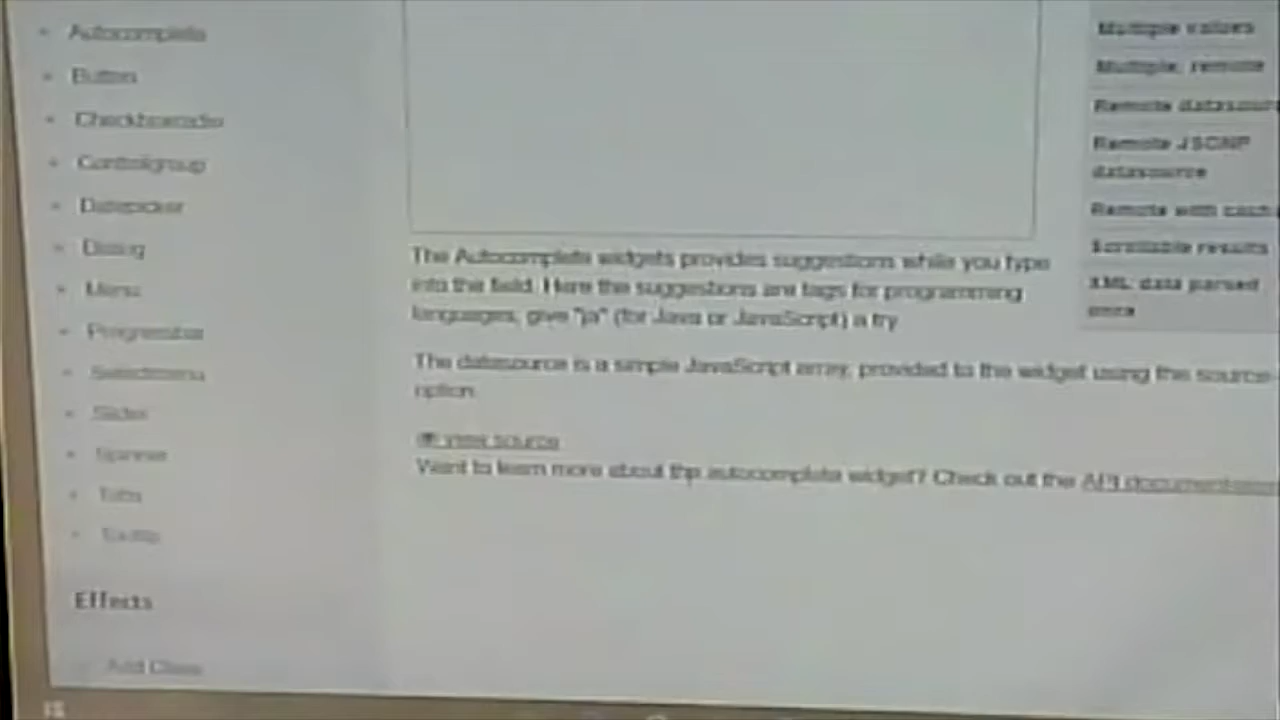 Autocomplete
Button
Checkboxradio
Controlgroup
Datepicker
Dialog
Menu
Progressbar
Selectmenu
Slider
Spinner
Tabs
Tooltip
Effects
Add Class
The Autocomplete widgets provides suggestions while you type
into the field. Here the suggestions are tags for programming
languages, give "ja" (for Java or JavaScript) a try.
The datasource is a simple JavaScript array, provided to the widget using the source-
option.
view source
Want to learn more about the autocomplete widget? Check out the API documentation
Multiple values
Multiple, remote
Remote datasource
Remote JSONP
datasource
Remote with cach
Scrollable results
XML data parsed
once